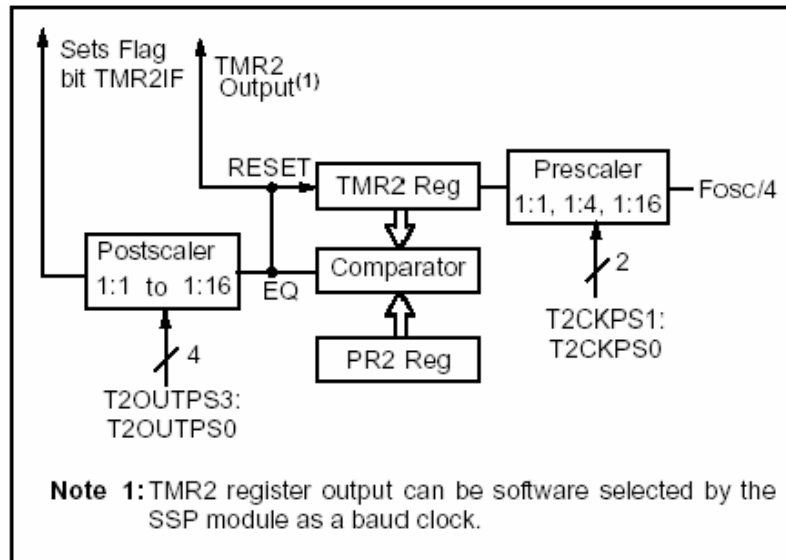 Sets Flag
bit TMR2IF
TMR2
Output(1)
RESET
TMR2 Reg
Prescaler
1:1, 1:4, 1:16
Fosc/4
Postscaler
1:1 to 1:16
EQ
Comparator
2
T2CKPS1:
T2CKPS0
4
PR2 Reg
T2OUTPS3:
T2OUTPS0
Note 1: TMR2 register output can be software selected by the
SSP module as a baud clock.